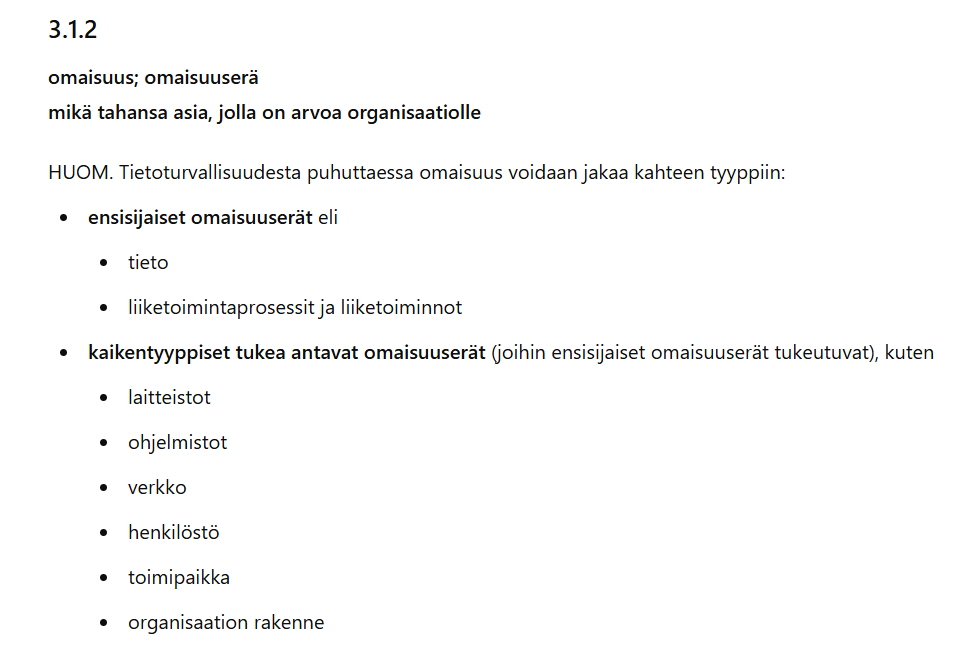 3.1.2
omaisuus; omaisuuserä
mikä tahansa asia, jolla on arvoa organisaatiolle
HUOM. Tietoturvallisuudesta puhuttaessa omaisuus voidaan jakaa kahteen tyyppiin:
• ensisijaiset omaisuuserät eli
• tieto
• liiketoimintaprosessit ja liiketoiminnot
• kaikentyyppiset tukea antavat omaisuuserät (joihin ensisijaiset omaisuuserät tukeutuvat), kuten
• laitteistot
• ohjelmistot
• verkko
• henkilöstö
• toimipaikka
• organisaation rakenne